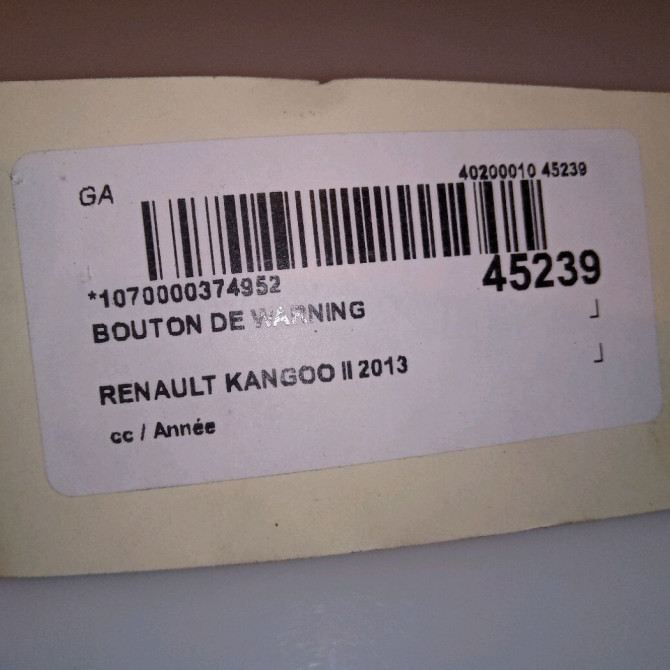 GA
40200010 45239
*1070000374952
45239
BOUTON DE WARNING
RENAULT KANGOO II 2013
cc / Année